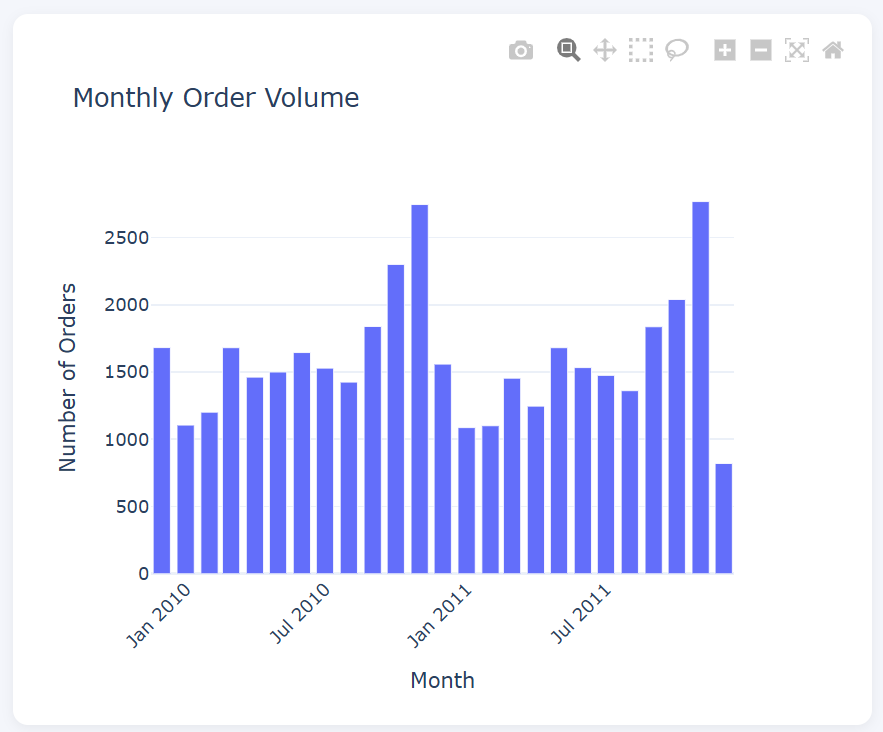 Monthly Order Volume
2500
2000
1500
1000
500
0
Number of Orders
Jan 2010
Jul 2010
Jan 2011
Jul 2011
Month